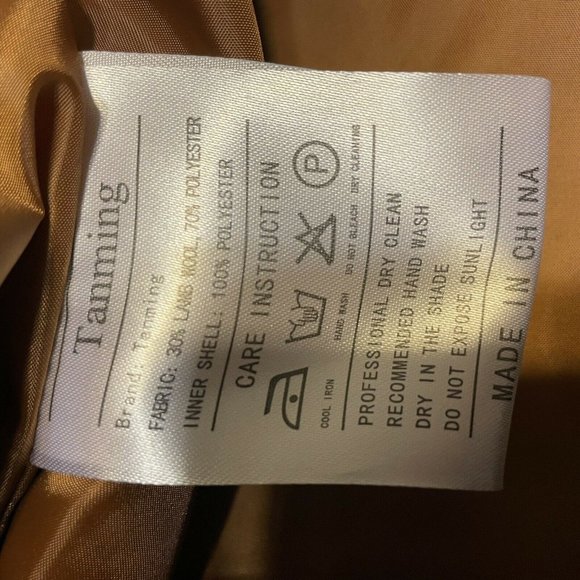 Tanming
Brand: Tanming
FABRIC: 30% LAMB WOOL, 70% POLYESTER
INNER SHELL: 100% POLYESTER
CARE INSTRUCTION
P
COOL IRON HAND WASH DO NOT BLEACH DRY CLEANING
PROFESSIONAL DRY CLEAN
RECOMMENDED HAND WASH
DRY IN THE SHADE
DO NOT EXPOSE SUNLIGHT
MADE IN CHINA